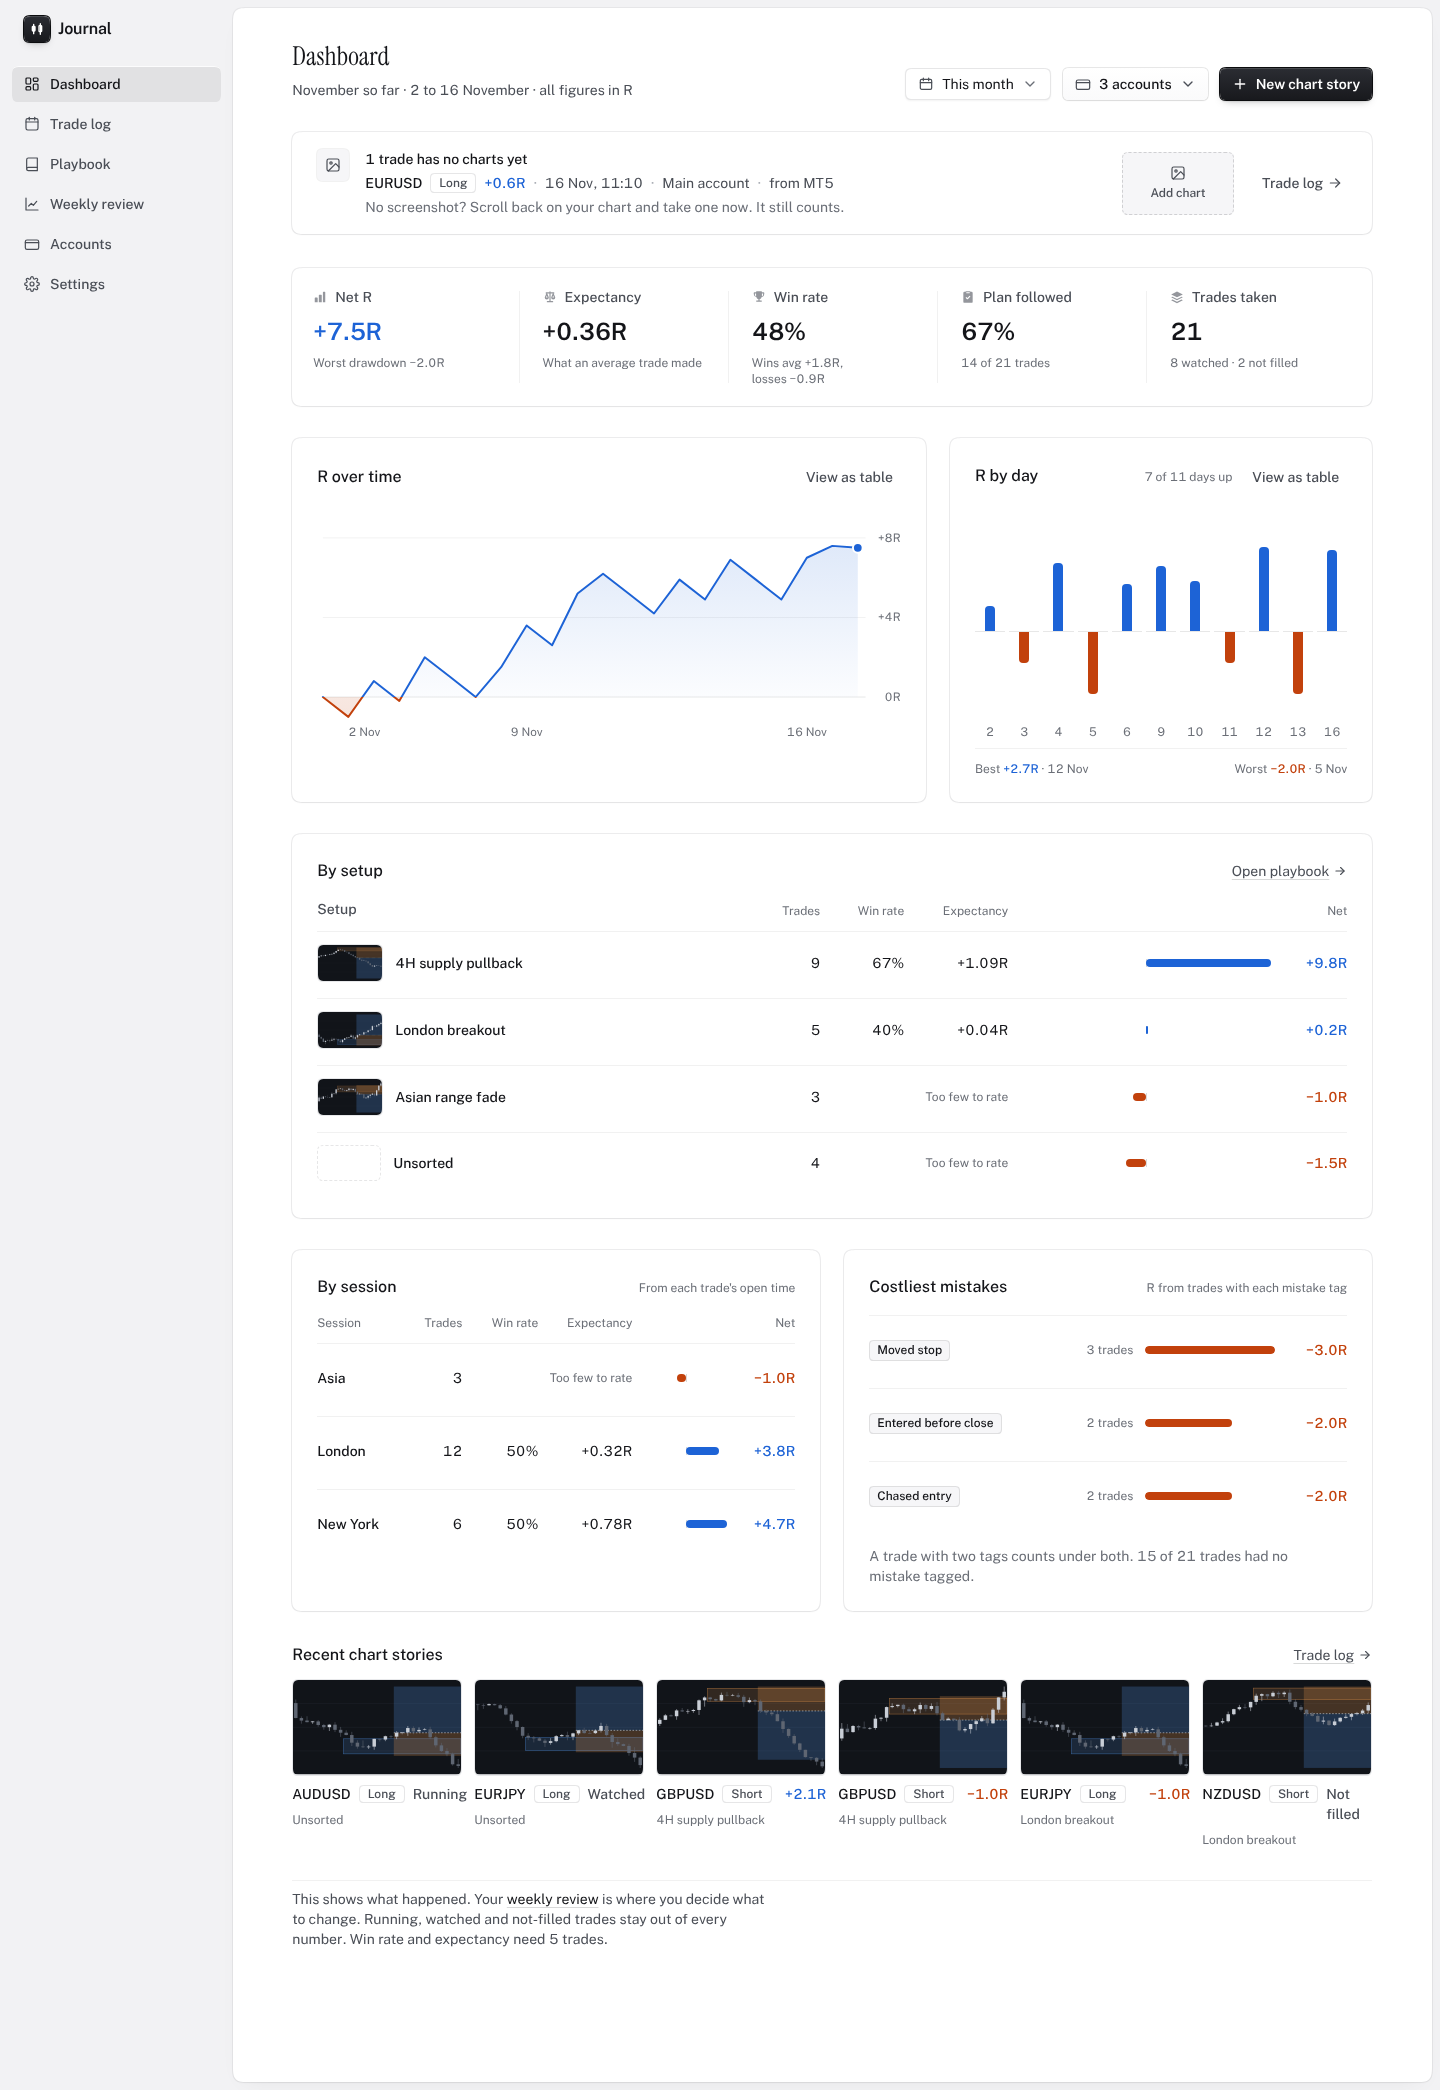 Journal
Dashboard
Trade log
Playbook
Weekly review
Accounts
Settings
Dashboard
November so far · 2 to 16 November · all figures in R
This month
3 accounts
New chart story
1 trade has no charts yet
EURUSD Long +0.6R · 16 Nov, 11:10 · Main account · from MT5
No screenshot? Scroll back on your chart and take one now. It still counts.
Add chart
Trade log →
Net R
+7.5R
Worst drawdown −2.0R
Expectancy
+0.36R
What an average trade made
Win rate
48%
Wins avg +1.8R,
losses −0.9R
Plan followed
67%
14 of 21 trades
Trades taken
21
8 watched · 2 not filled
R over time
View as table
+8R
+4R
0R
2 Nov 9 Nov 16 Nov
R by day
7 of 11 days up
View as table
2 3 4 5 6 9 10 11 12 13 16
Best +2.7R · 12 Nov
Worst −2.0R · 5 Nov
By setup
Open playbook →
Setup Trades Win rate Expectancy Net
4H supply pullback 9 67% +1.09R +9.8R
London breakout 5 40% +0.04R +0.2R
Asian range fade 3 Too few to rate −1.0R
Unsorted 4 Too few to rate −1.5R
By session
From each trade's open time
Session Trades Win rate Expectancy Net
Asia 3 Too few to rate −1.0R
London 12 50% +0.32R +3.8R
New York 6 50% +0.78R +4.7R
Costliest mistakes
R from trades with each mistake tag
Moved stop 3 trades −3.0R
Entered before close 2 trades −2.0R
Chased entry 2 trades −2.0R
A trade with two tags counts under both. 15 of 21 trades had no
mistake tagged.
Recent chart stories
Trade log →
AUDUSD Long Running
Unsorted
EURJPY Long Watched
Unsorted
GBPUSD Short +2.1R
4H supply pullback
GBPUSD Short −1.0R
4H supply pullback
EURJPY Long −1.0R
London breakout
NZDUSD Short Not
filled
London breakout
This shows what happened. Your weekly review is where you decide what
to change. Running, watched and not-filled trades stay out of every
number. Win rate and expectancy need 5 trades.